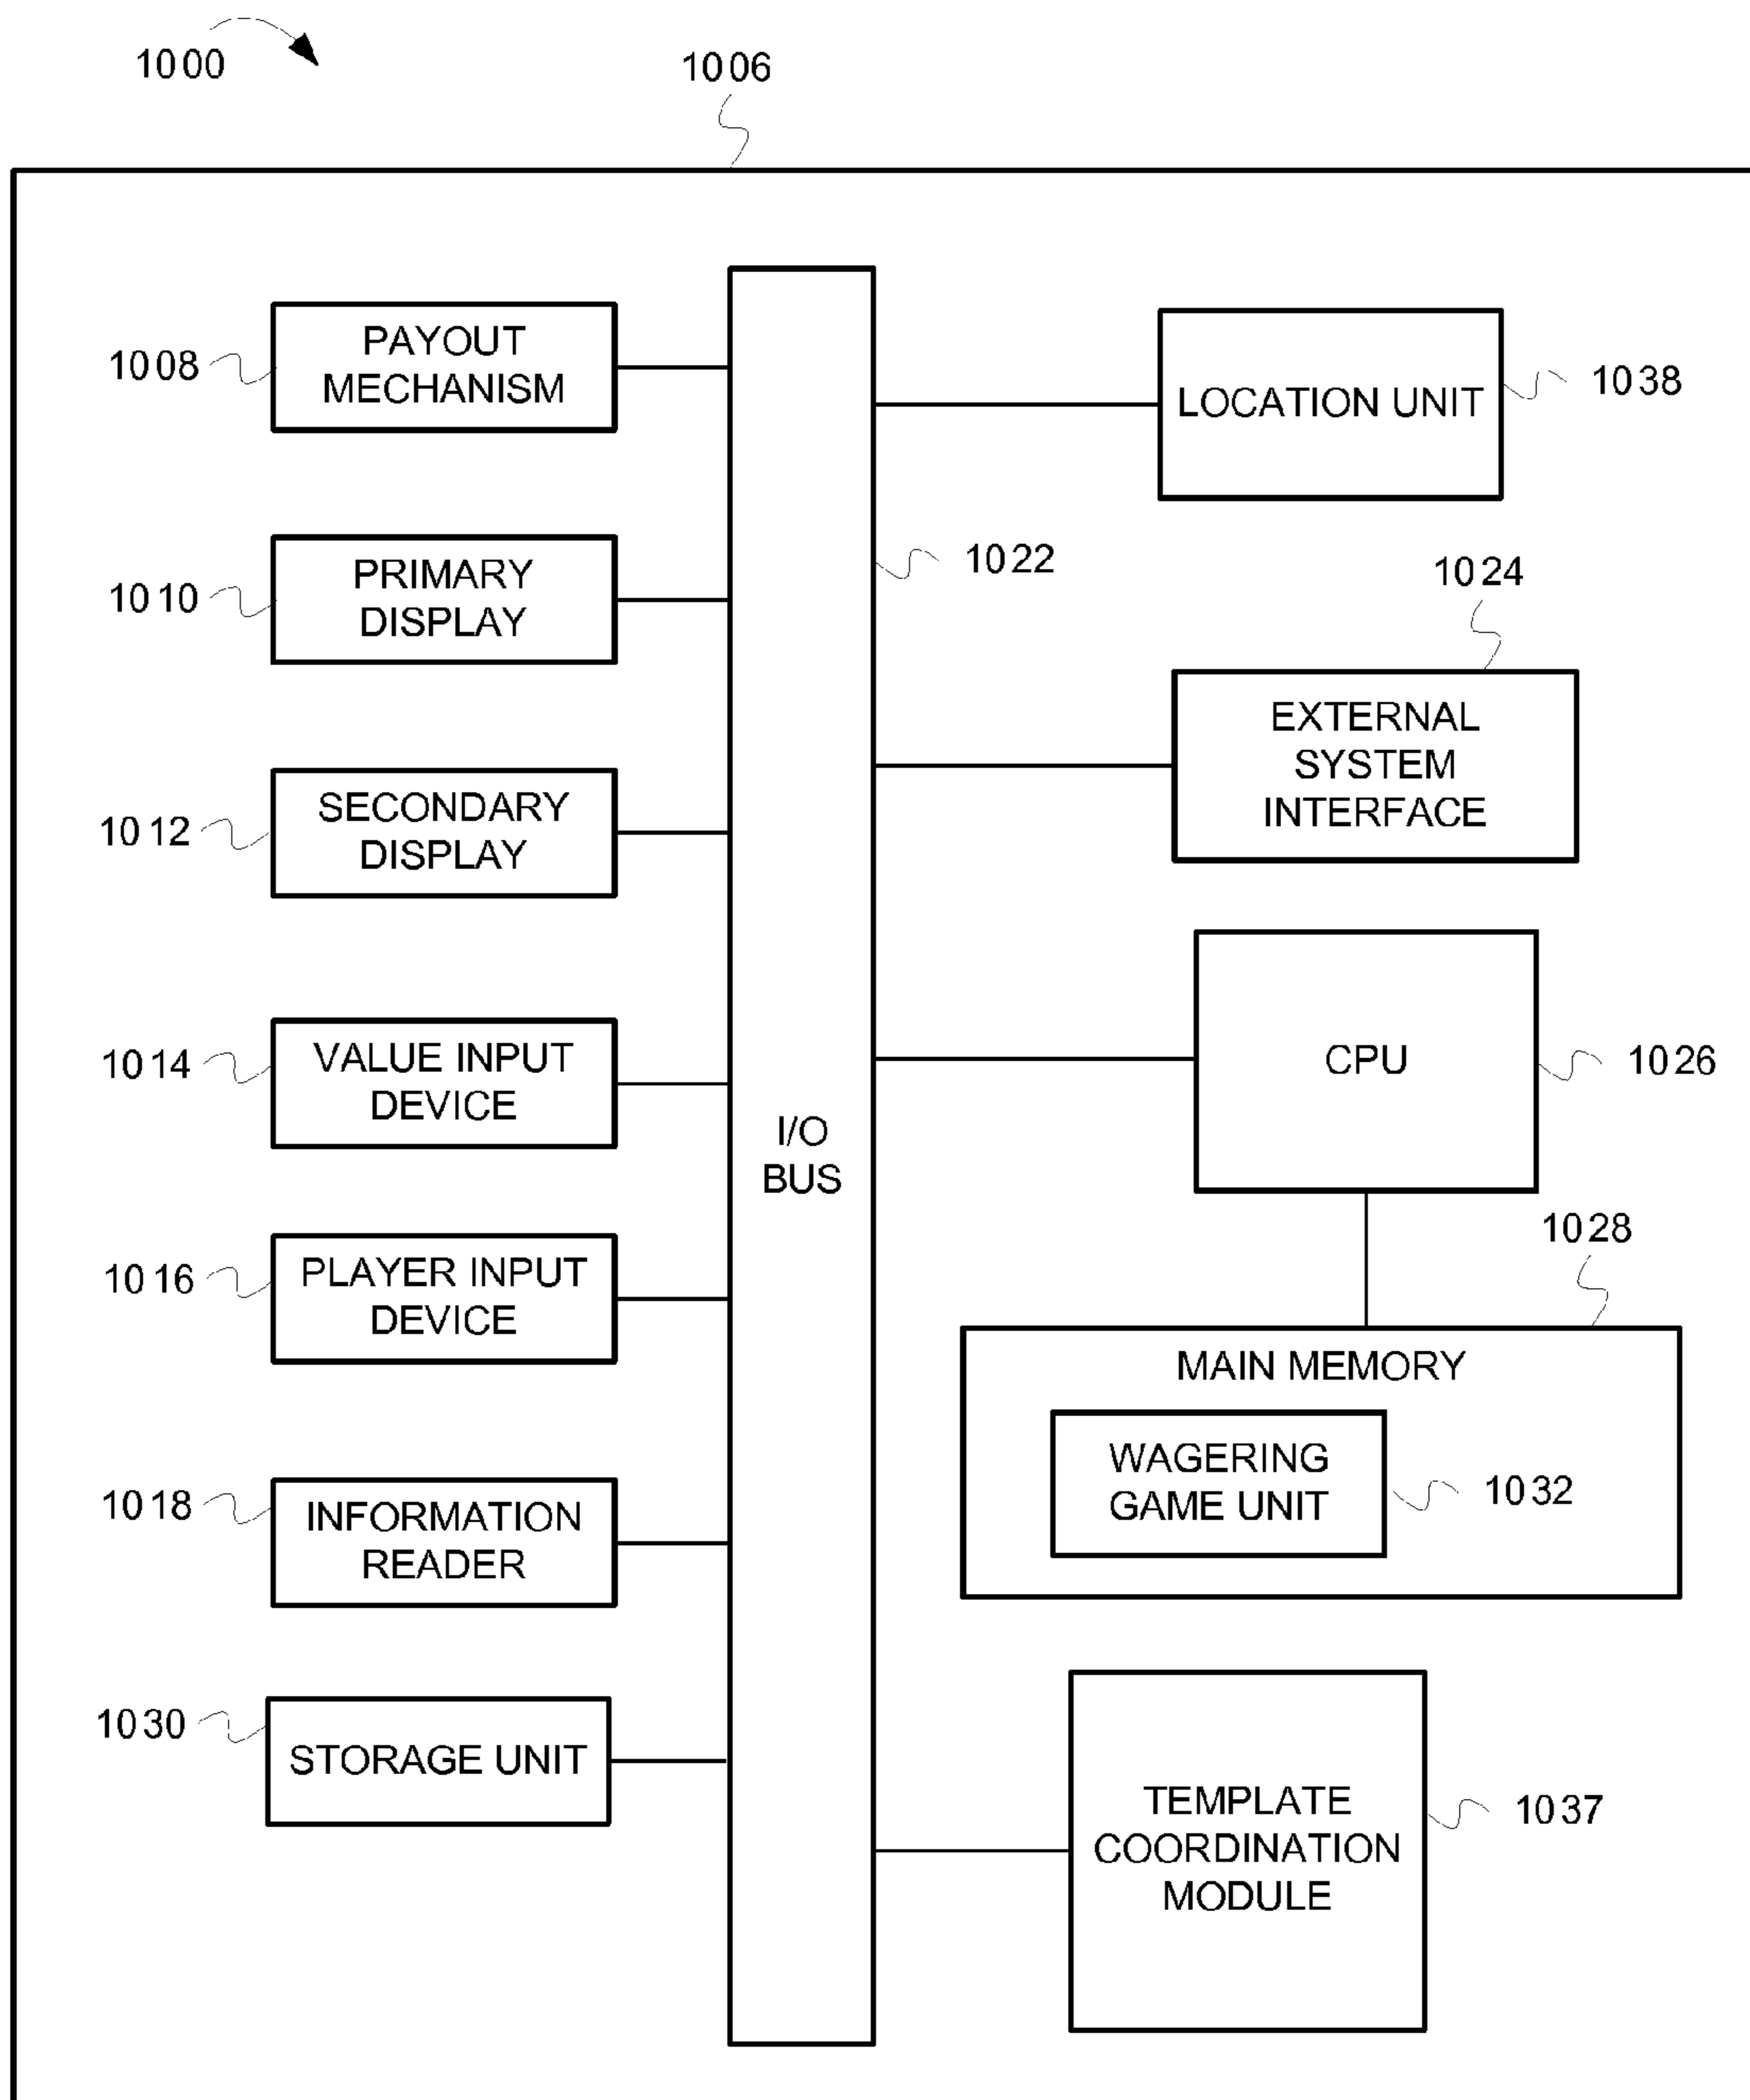 1000
1006
1008
PAYOUT
MECHANISM
1010
PRIMARY
DISPLAY
1012
SECONDARY
DISPLAY
1014
VALUE INPUT
DEVICE
1016
PLAYER INPUT
DEVICE
1018
INFORMATION
READER
1030
STORAGE UNIT
I/O
BUS
1022
LOCATION UNIT
1038
1024
EXTERNAL
SYSTEM
INTERFACE
CPU
1026
1028
MAIN MEMORY
WAGERING
GAME UNIT
1032
TEMPLATE
COORDINATION
MODULE
1037